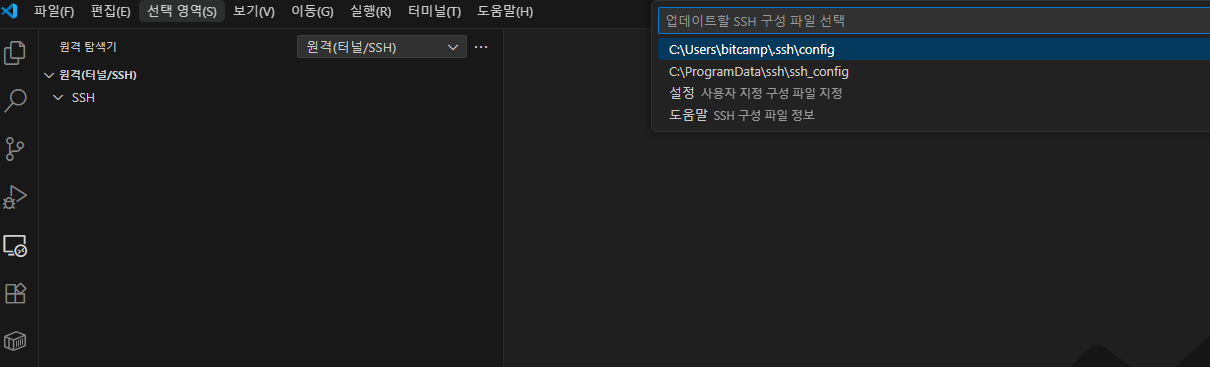 파일(F) 편집(E) 선택 영역(S) 보기(V) 이동(G) 실행(R) 터미널(T) 도움말(H)
업데이트할 SSH 구성 파일 선택
C:\Users\bitcamp\.ssh\config
C:\ProgramData\ssh\ssh_config
설정 사용자 지정 구성 파일 지정
도움말 SSH 구성 파일 정보
원격 탐색기 원격(터널/SSH) ···
원격(터널/SSH)
SSH